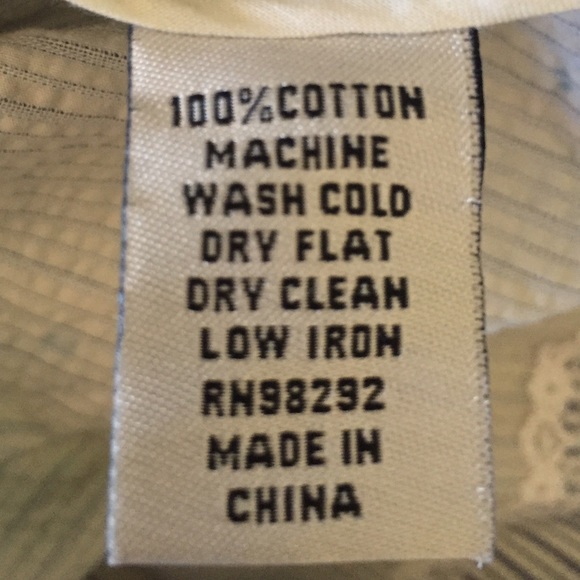 100%COTTON
MACHINE
WASH COLD
DRY FLAT
DRY CLEAN
LOW IRON
RN98292
MADE IN
CHINA